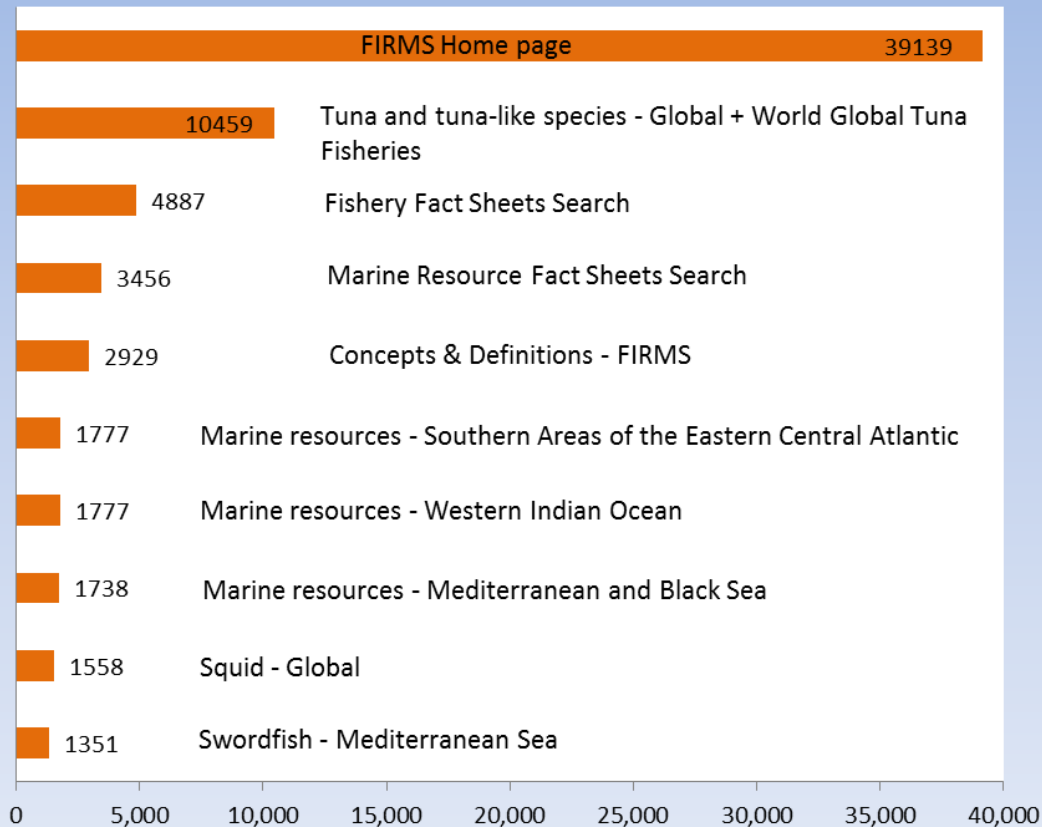 FIRMS Home page 39139
10459 Tuna and tuna-like species - Global + World Global Tuna
Fisheries
4887 Fishery Fact Sheets Search
3456 Marine Resource Fact Sheets Search
2929 Concepts & Definitions - FIRMS
1777 Marine resources - Southern Areas of the Eastern Central Atlantic
1777 Marine resources - Western Indian Ocean
1738 Marine resources - Mediterranean and Black Sea
1558 Squid - Global
1351 Swordfish - Mediterranean Sea
0 5,000 10,000 15,000 20,000 25,000 30,000 35,000 40,000